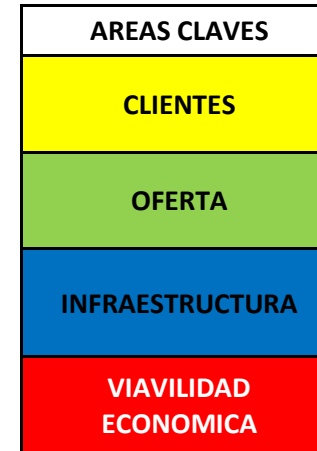 AREAS CLAVES
CLIENTES
OFERTA
INFRAESTRUCTURA
VIAVILIDAD
ECONOMICA